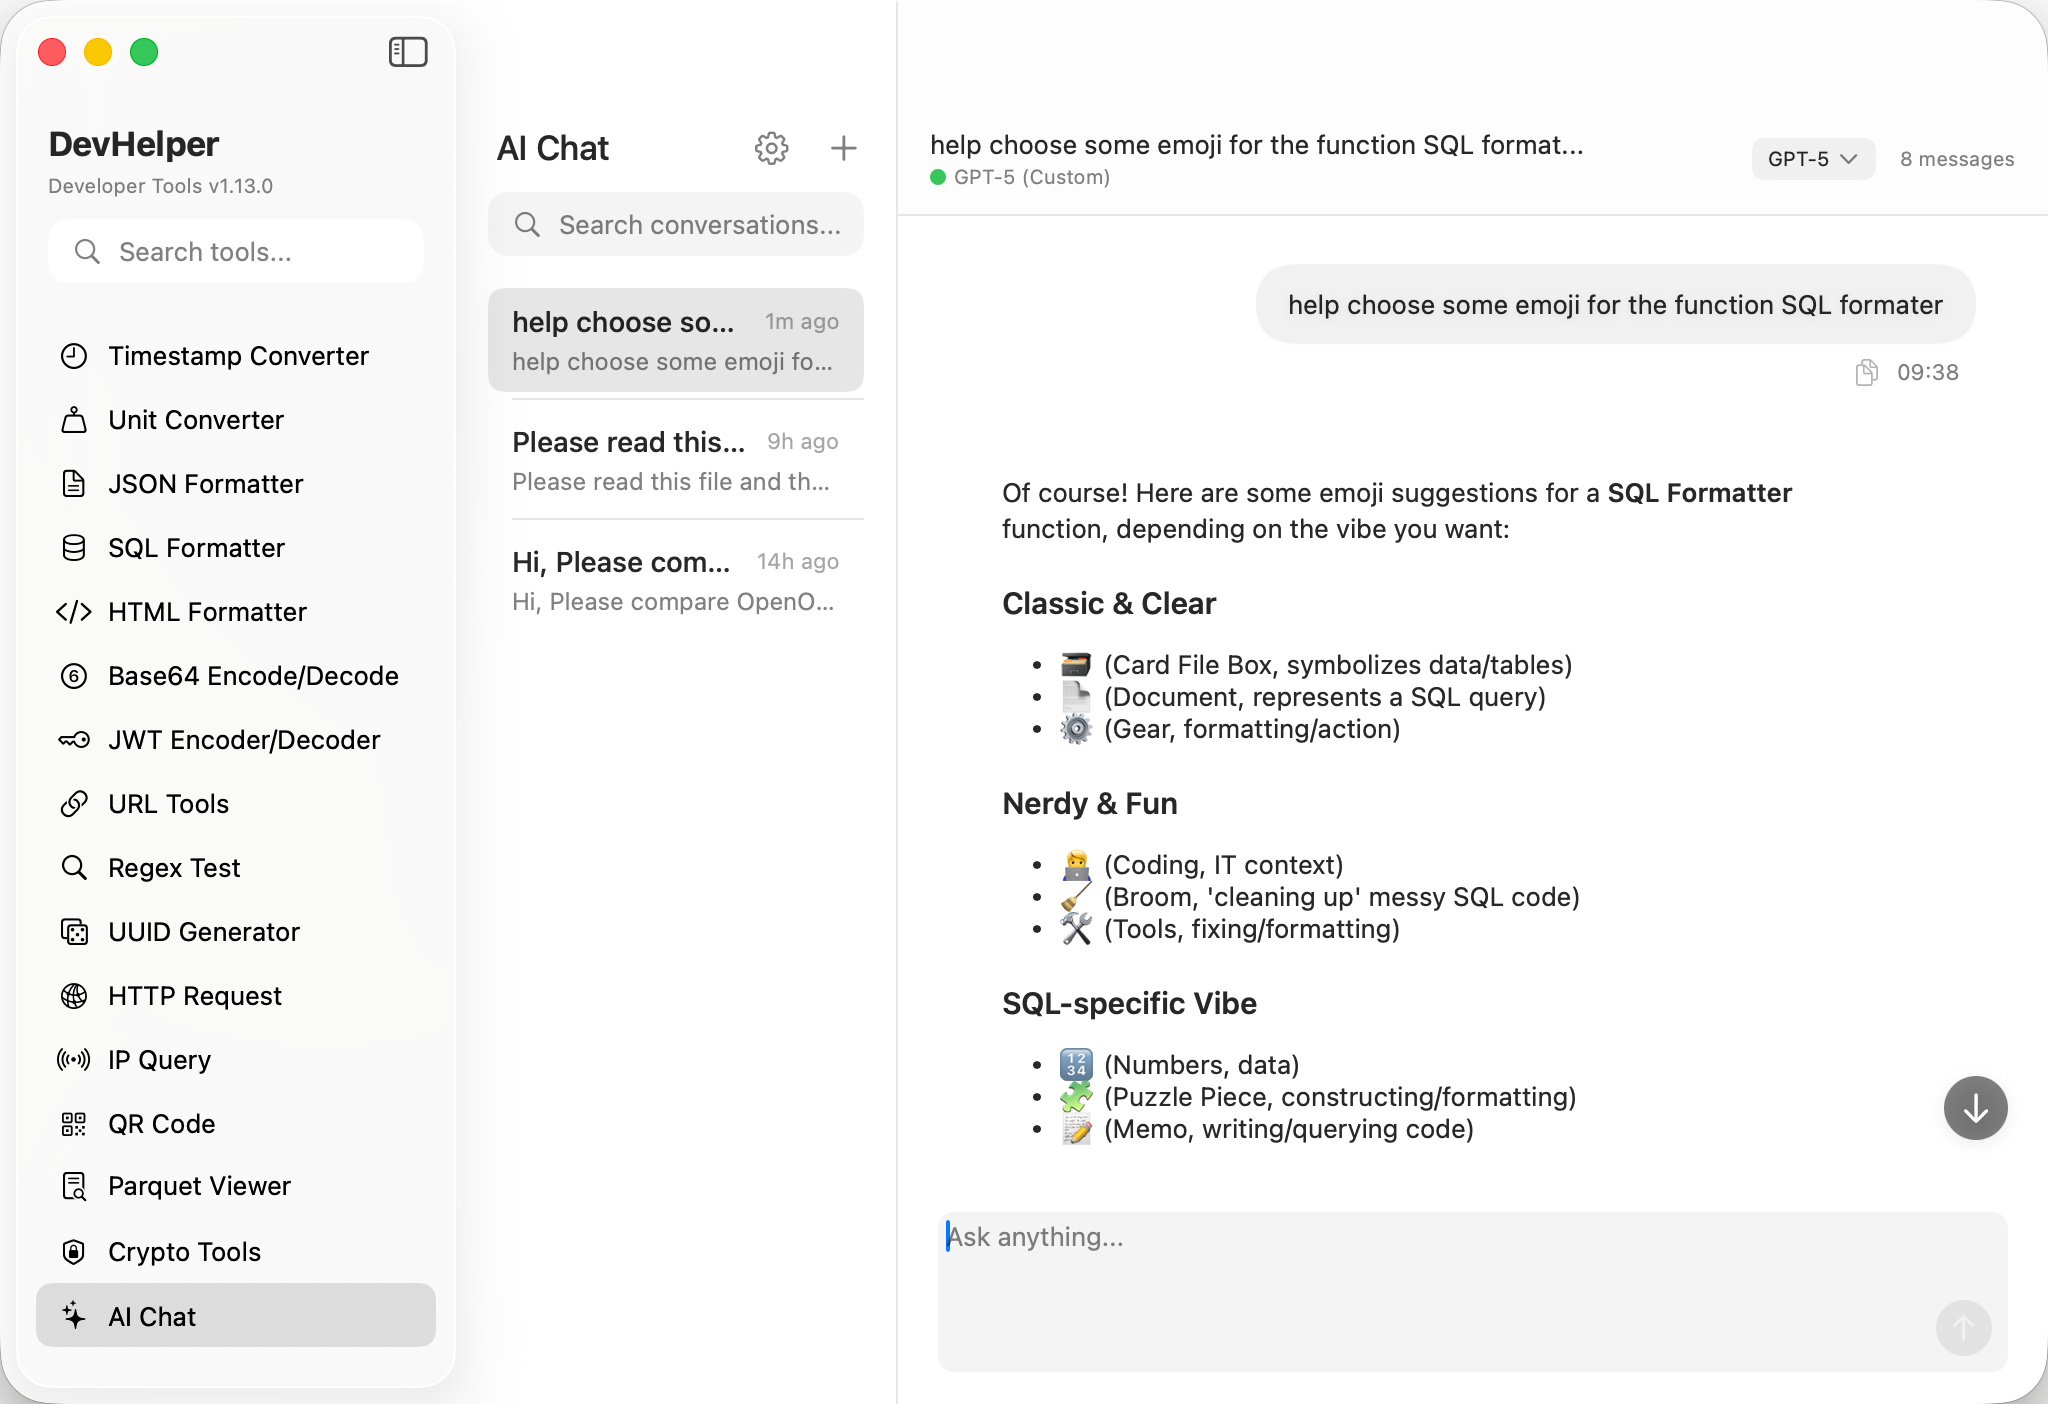 DevHelper
Developer Tools v1.13.0
Search tools...
Timestamp Converter
Unit Converter
JSON Formatter
SQL Formatter
HTML Formatter
Base64 Encode/Decode
JWT Encoder/Decoder
URL Tools
Regex Test
UUID Generator
HTTP Request
IP Query
QR Code
Parquet Viewer
Crypto Tools
AI Chat
AI Chat
Search conversations...
help choose so... 1m ago
help choose some emoji fo...
Please read this... 9h ago
Please read this file and th...
Hi, Please com... 14h ago
Hi, Please compare OpenO...
help choose some emoji for the function SQL format...
GPT-5 (Custom)
GPT-5
8 messages
help choose some emoji for the function SQL formater
09:38
Of course! Here are some emoji suggestions for a SQL Formatter
function, depending on the vibe you want:
Classic & Clear
• 🗃️ (Card File Box, symbolizes data/tables)
• 📄 (Document, represents a SQL query)
• ⚙️ (Gear, formatting/action)
Nerdy & Fun
• 🧑‍💻 (Coding, IT context)
• 🧹 (Broom, 'cleaning up' messy SQL code)
• 🛠️ (Tools, fixing/formatting)
SQL-specific Vibe
• 🔢 (Numbers, data)
• 🧩 (Puzzle Piece, constructing/formatting)
• 📝 (Memo, writing/querying code)
Ask anything...